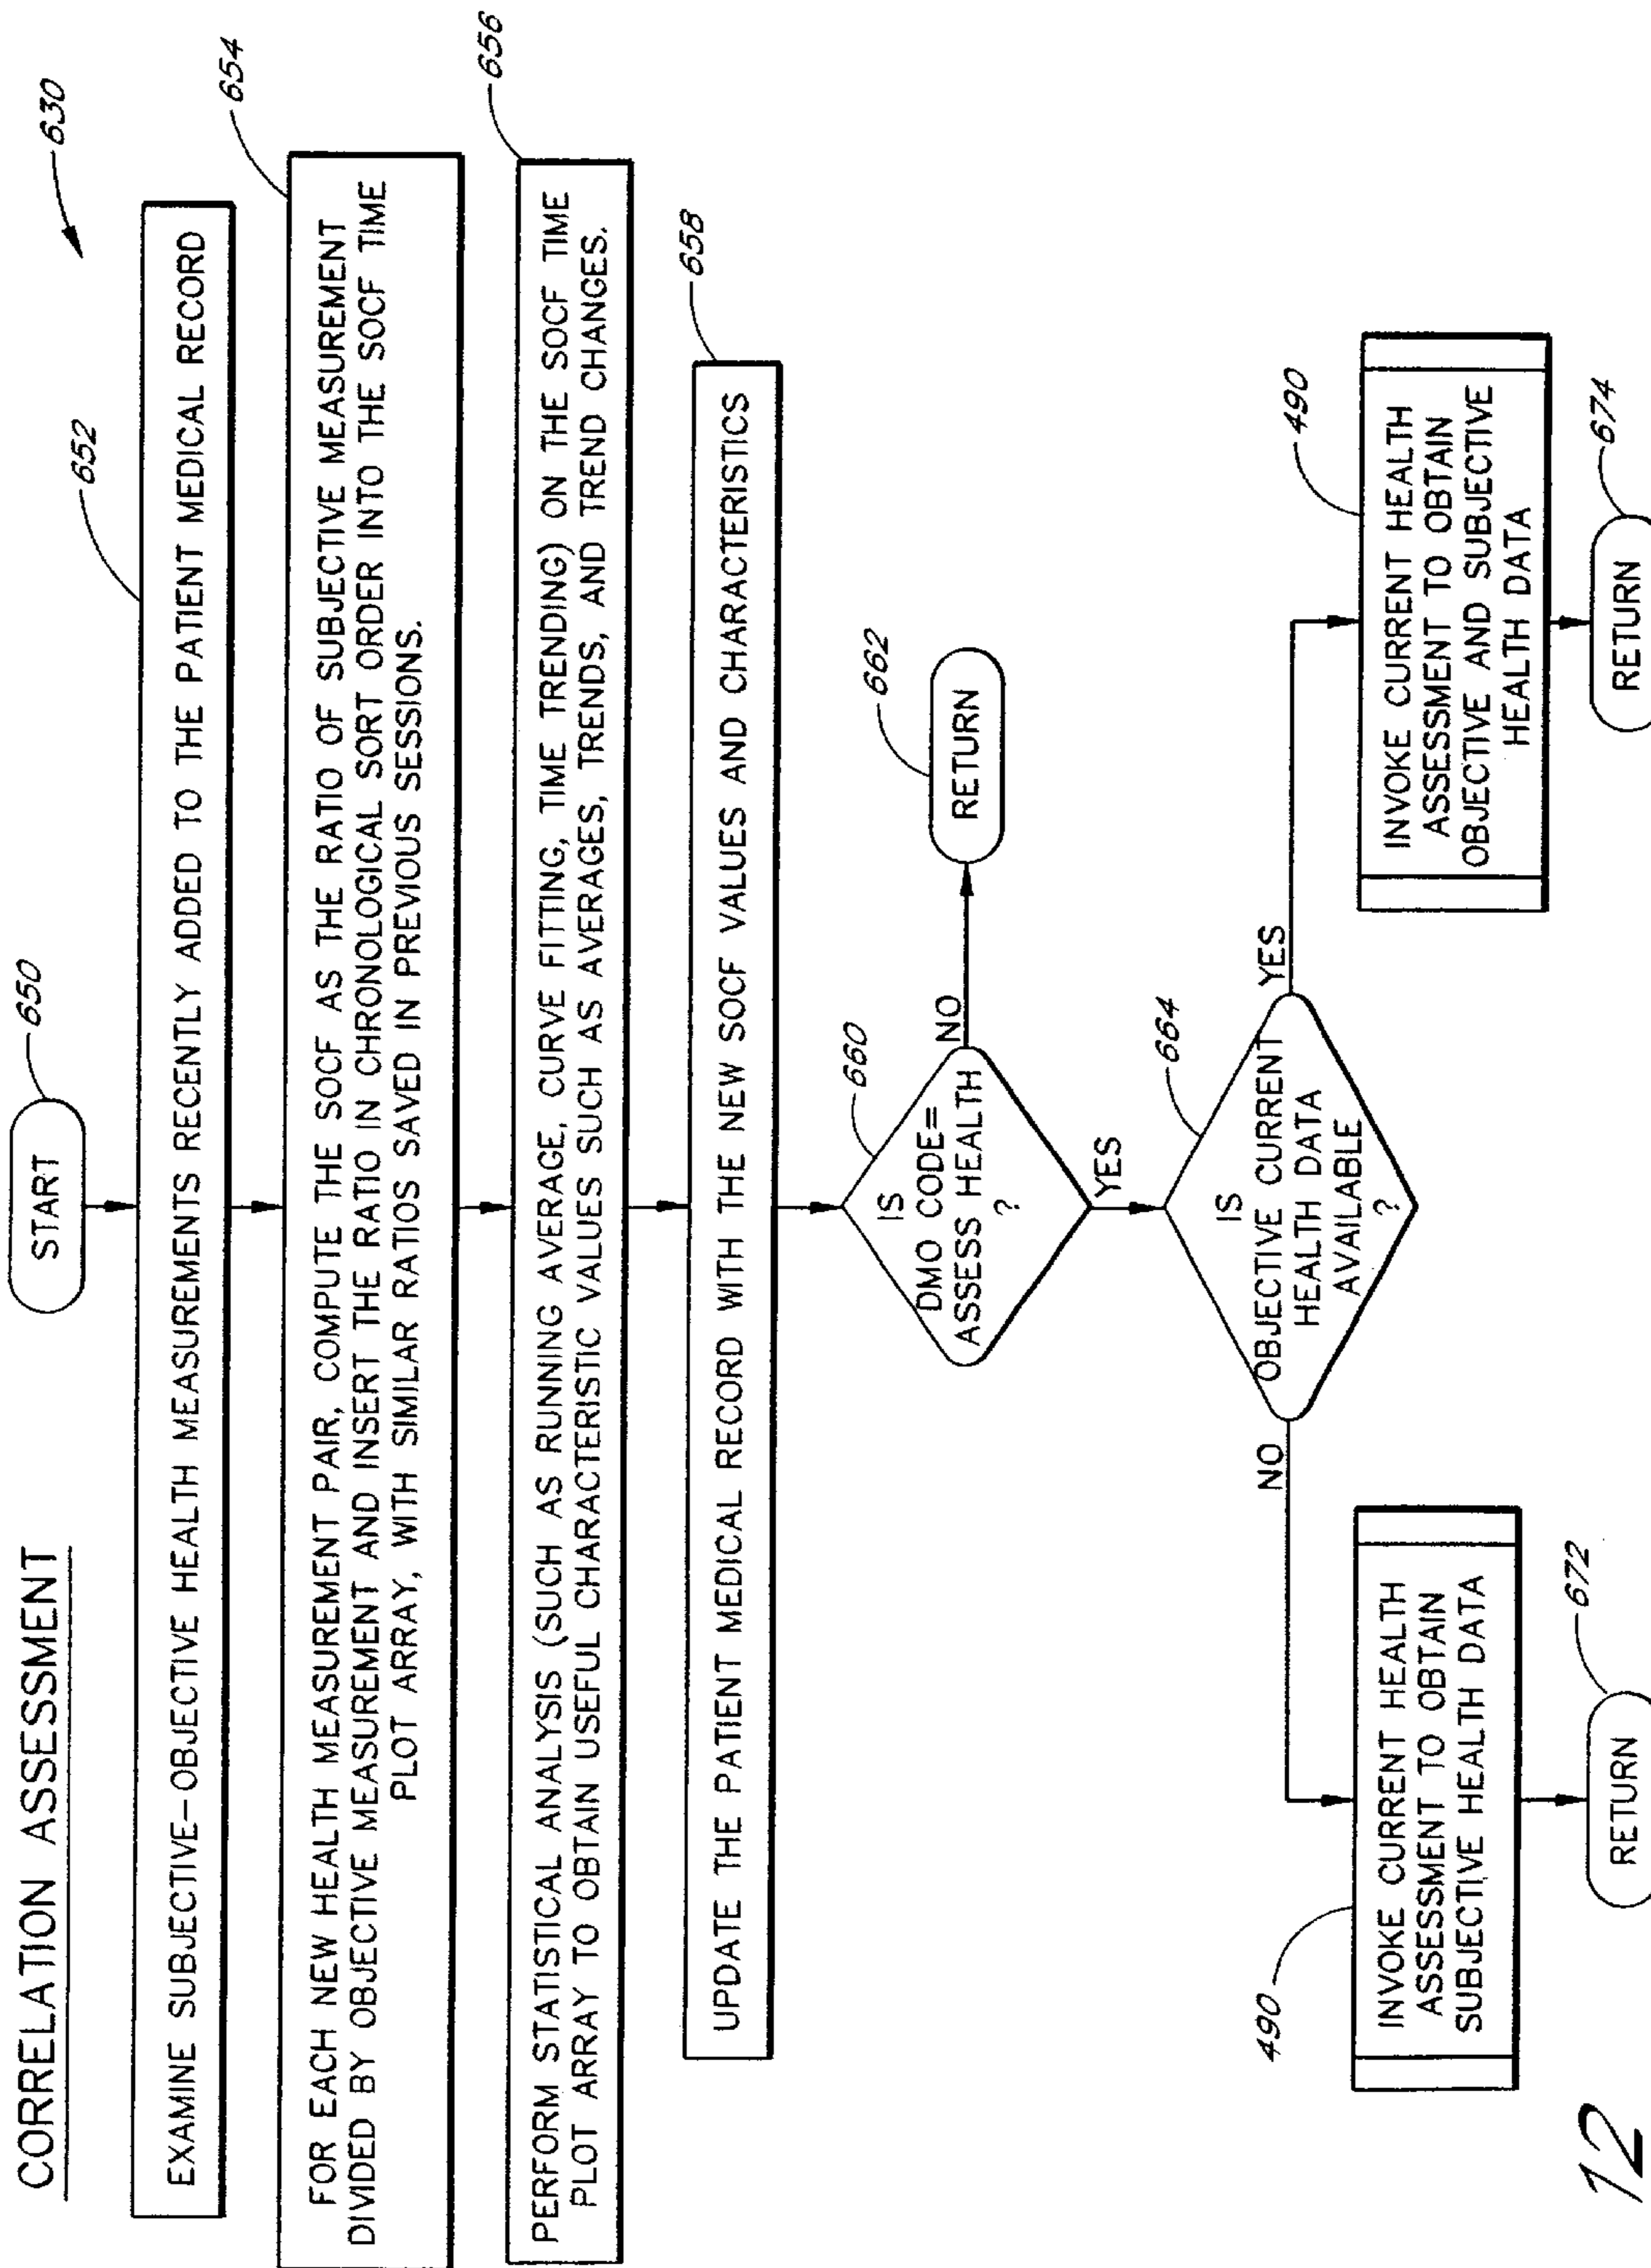 CORRELATION ASSESSMENT
630
START
650
652
EXAMINE SUBJECTIVE-OBJECTIVE HEALTH MEASUREMENTS RECENTLY ADDED TO THE PATIENT MEDICAL RECORD
654
FOR EACH NEW HEALTH MEASUREMENT PAIR, COMPUTE THE SOCF AS THE RATIO OF SUBJECTIVE MEASUREMENT
DIVIDED BY OBJECTIVE MEASUREMENT AND INSERT THE RATIO IN CHRONOLOGICAL SORT ORDER INTO THE SOCF TIME
PLOT ARRAY, WITH SIMILAR RATIOS SAVED IN PREVIOUS SESSIONS.
656
PERFORM STATISTICAL ANALYSIS (SUCH AS RUNNING AVERAGE, CURVE FITTING, TIME TRENDING) ON THE SOCF TIME
PLOT ARRAY TO OBTAIN USEFUL CHARACTERISTIC VALUES SUCH AS AVERAGES, TRENDS, AND TREND CHANGES.
658
UPDATE THE PATIENT MEDICAL RECORD WITH THE NEW SOCF VALUES AND CHARACTERISTICS
660
IS
DMO CODE=
ASSESS HEALTH
?
NO
662
RETURN
YES
664
IS
OBJECTIVE CURRENT
HEALTH DATA
AVAILABLE
?
NO
YES
490
INVOKE CURRENT HEALTH
ASSESSMENT TO OBTAIN
SUBJECTIVE HEALTH DATA
672
RETURN
490
INVOKE CURRENT HEALTH
ASSESSMENT TO OBTAIN
OBJECTIVE AND SUBJECTIVE
HEALTH DATA
674
RETURN
12